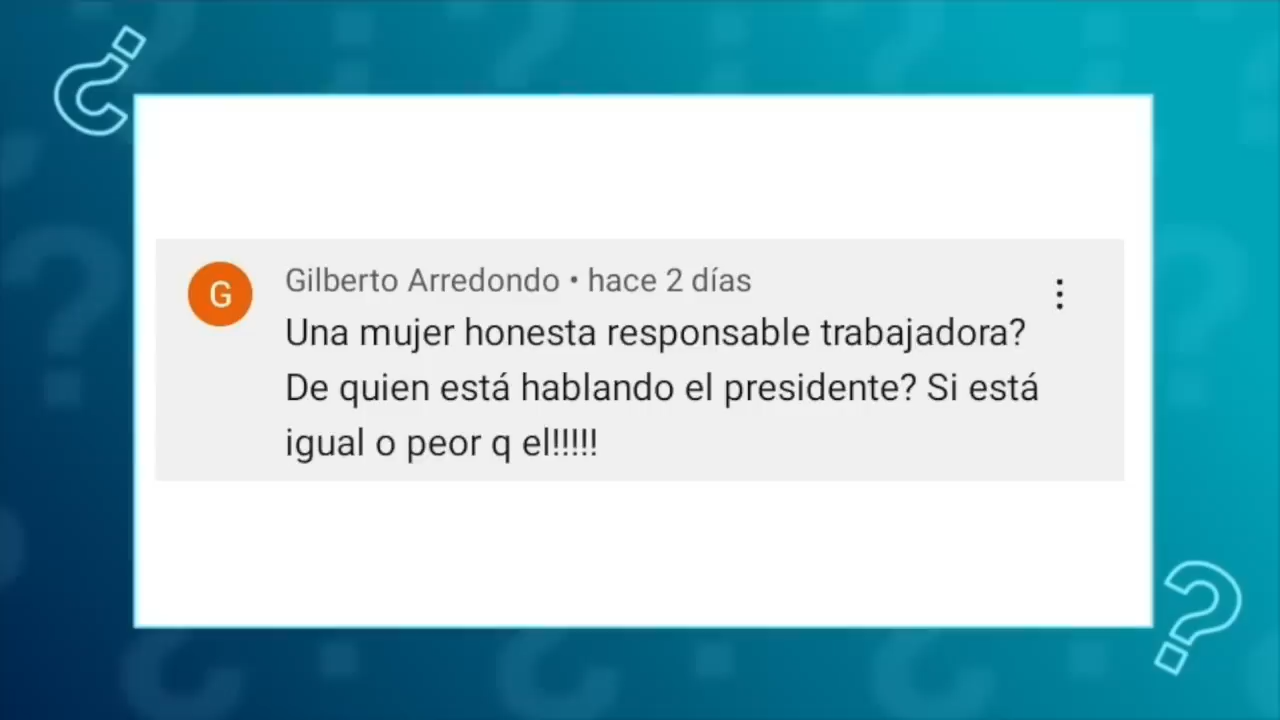 G
Gilberto Arredondo • hace 2 días
Una mujer honesta responsable trabajadora?
De quien está hablando el presidente? Si está
igual o peor q el!!!!!